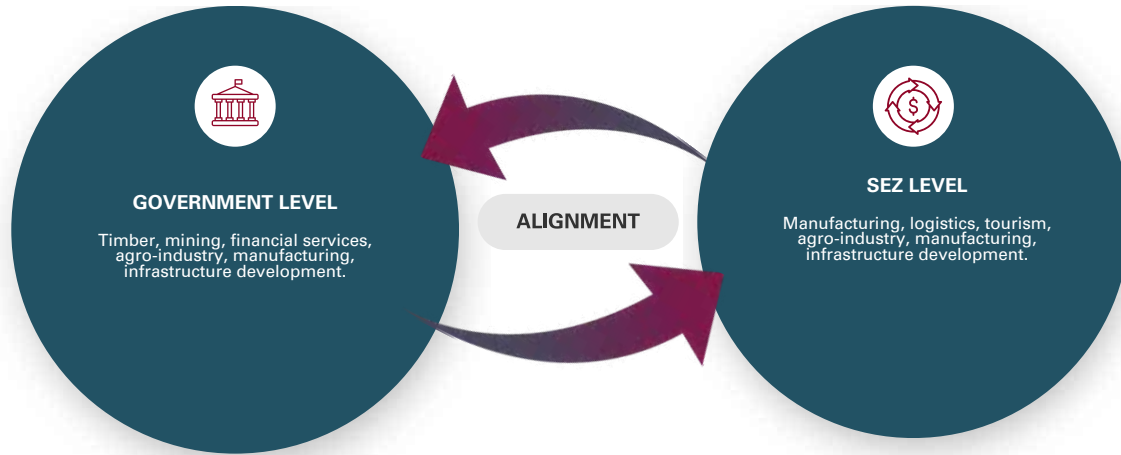 GOVERNMENT LEVEL
Timber, mining, financial services,
agro-industry, manufacturing,
infrastructure development.
ALIGNMENT
SEZ LEVEL
Manufacturing, logistics, tourism,
agro-industry, manufacturing,
infrastructure development.
$